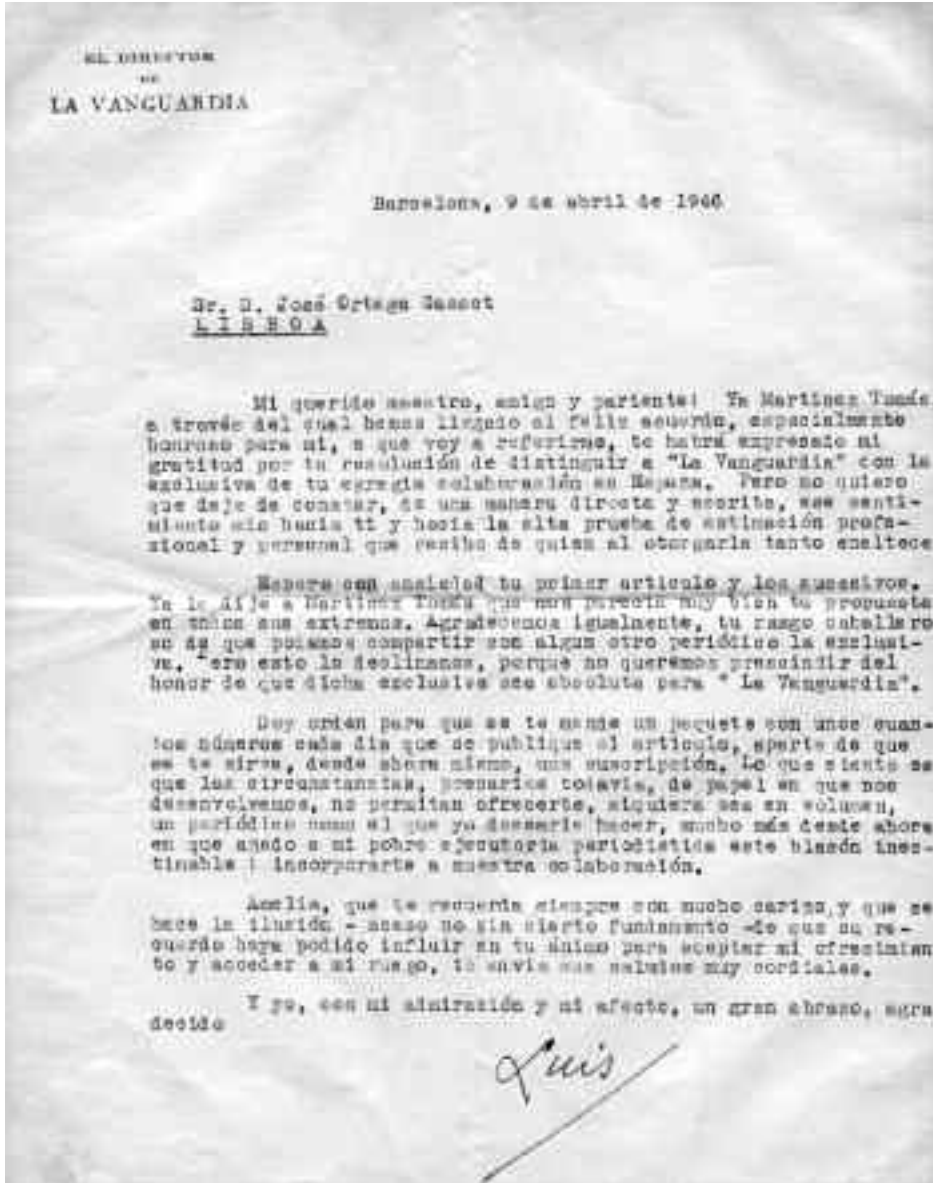 EL DIRECTOR
DE
LA VANGUARDIA
Barcelona, 9 de abril de 1946
Sr. D. José Ortega Gasset
LISBOA
Mi querido maestro, amigo y pariente: Ya Martinez Tomás
a través del cual hemos llegado al feliz acuerdo, especialmente
honroso para mi, a que voy a referirme, te habrá expresado mi
gratitud por tu resolución de distinguir a "La Vanguardia" con la
exclusiva de tu egregia colaboración en España. Pero no quiero
que deje de constar, de una manera directa y escrita, ese senti-
miento mio hacia ti y hacia la alta prueba de estimación profe-
sional y personal que recibo de quien al otorgarla tanto enaltece
Espero con ansiedad tu primer articulo y los sucesivos.
Ya le dije a Martinez Tomás que nos parecia muy bien tu propuesta
en todos sus extremos. Agradecemos igualmente, tu rasgo caballero
so de que podamos compartir con algun otro periódico la exclusi-
va. Pero esto lo declinamos, porque no queremos prescindir del
honor de que dicha exclusiva sea absoluta para " La Vanguardia".
Doy orden para que se te mande un paquete con unos cuan-
tos números cada dia que se publique el articulo, aparte de que
se te sirva, desde ahora mismo, una suscripción. Lo que siento es
que las circunstancias, precarias todavia, de papel en que nos
desenvolvemos, no permitan ofrecerte, siquiera sea en volumen,
un periódico como el que yo desearia hacer, mucho más desde ahora
en que añado a mi pobre ejecutoria periodistica este blasón ines-
timable : incorporarte a nuestra colaboración.
Amelia, que te recuerda siempre con mucho cariño, y que se
hace la ilusión - acaso no sin cierto fundamento -de que su re-
cuerdo haya podido influir en tu ánimo para aceptar mi ofrecimien
to y acceder a mi ruego, te envia sus saludos muy cordiales.
Y yo, con mi admiración y mi afecto, un gran abrazo, agra
decido
Luis